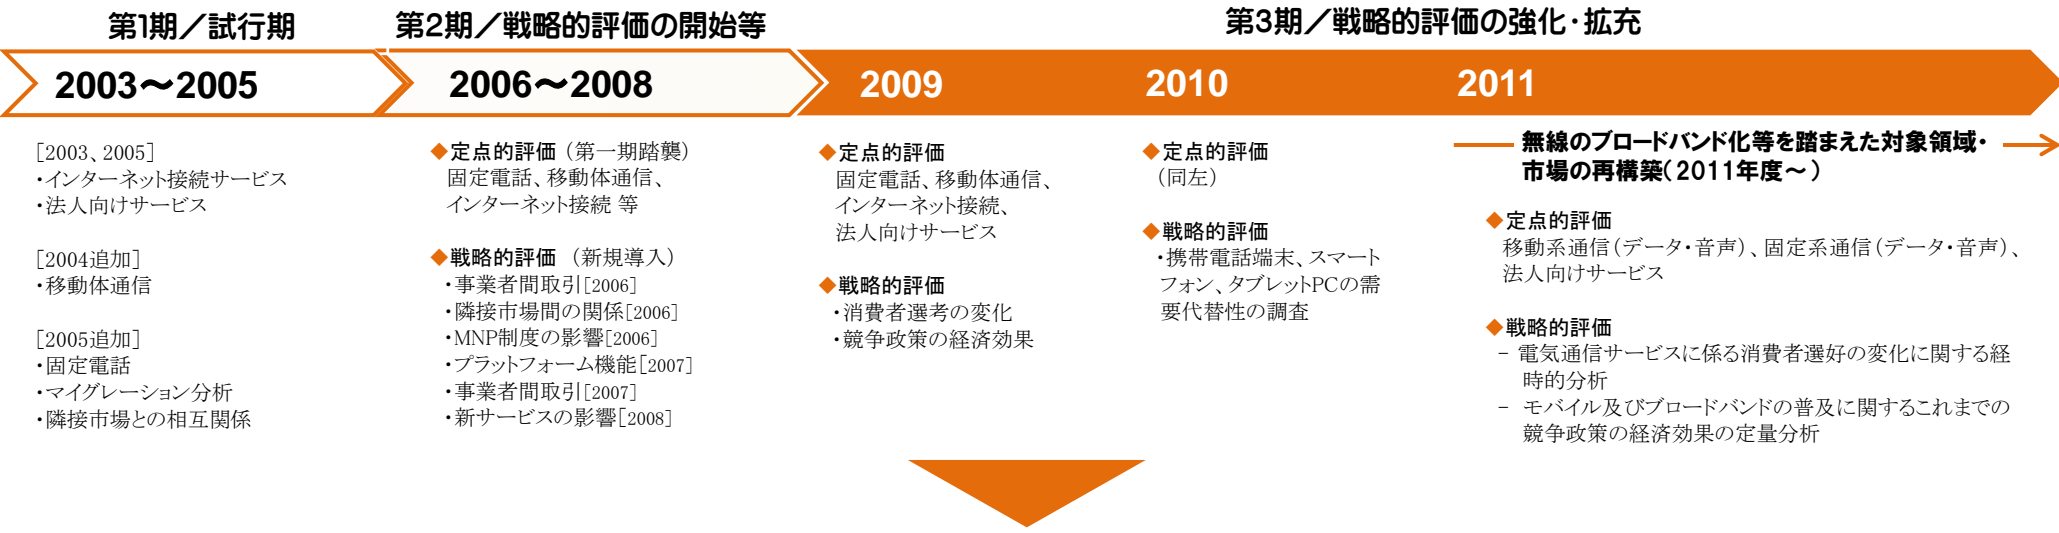 第1期／試行期
第2期／戦略的評価の開始等
第3期／戦略的評価の強化・拡充
2003～2005
2006～2008
2009
2010
2011
［2003、2005］
・インターネット接続サービス
・法人向けサービス
［2004追加］
・移動体通信
［2005追加］
・固定電話
・マイグレーション分析
・隣接市場との相互関係
◆定点的評価（第一期踏襲）
固定電話、移動体通信、
インターネット接続 等
◆戦略的評価 （新規導入）
・事業者間取引［2006］
・隣接市場間の関係［2006］
・MNP制度の影響［2006］
・プラットフォーム機能［2007］
・事業者間取引［2007］
・新サービスの影響［2008］
◆定点的評価
固定電話、移動体通信、
インターネット接続、
法人向けサービス
◆戦略的評価
・消費者選考の変化
・競争政策の経済効果
◆定点的評価
（同左）
◆戦略的評価
・携帯電話端末、スマート
フォン、タブレットPCの需
要代替性の調査
無線のブロードバンド化等を踏まえた対象領域・
市場の再構築（2011年度～）
◆定点的評価
移動系通信（データ・音声）、固定系通信（データ・音声）、
法人向けサービス
◆戦略的評価
－ 電気通信サービスに係る消費者選好の変化に関する経
時的分析
－ モバイル及びブロードバンドの普及に関するこれまでの
競争政策の経済効果の定量分析